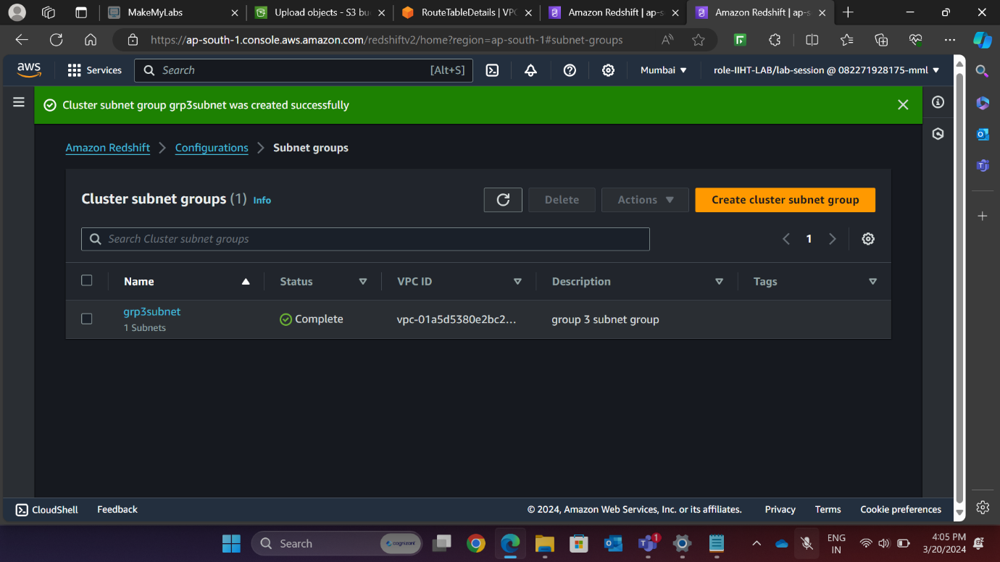 MakeMyLabs
Upload objects - S3 bu
RouteTableDetails | VPC
Amazon Redshift | ap-s
Amazon Redshift | ap-s
https://ap-south-1.console.aws.amazon.com/redshiftv2/home?region=ap-south-1#subnet-groups
aws
Services
Search
[Alt+S]
Mumbai
role-IIHT-LAB/lab-session @ 082271928175-mml
Cluster subnet group grp3subnet was created successfully
Amazon Redshift
Configurations
Subnet groups
Cluster subnet groups (1) Info
Delete
Actions
Create cluster subnet group
Search Cluster subnet groups
1
Name
Status
VPC ID
Description
Tags
grp3subnet
1 Subnets
Complete
vpc-01a5d5380e2bc2...
group 3 subnet group
CloudShell
Feedback
© 2024, Amazon Web Services, Inc. or its affiliates.
Privacy
Terms
Cookie preferences
Search
cognizant
1
ENG
IN
4:05 PM
3/20/2024